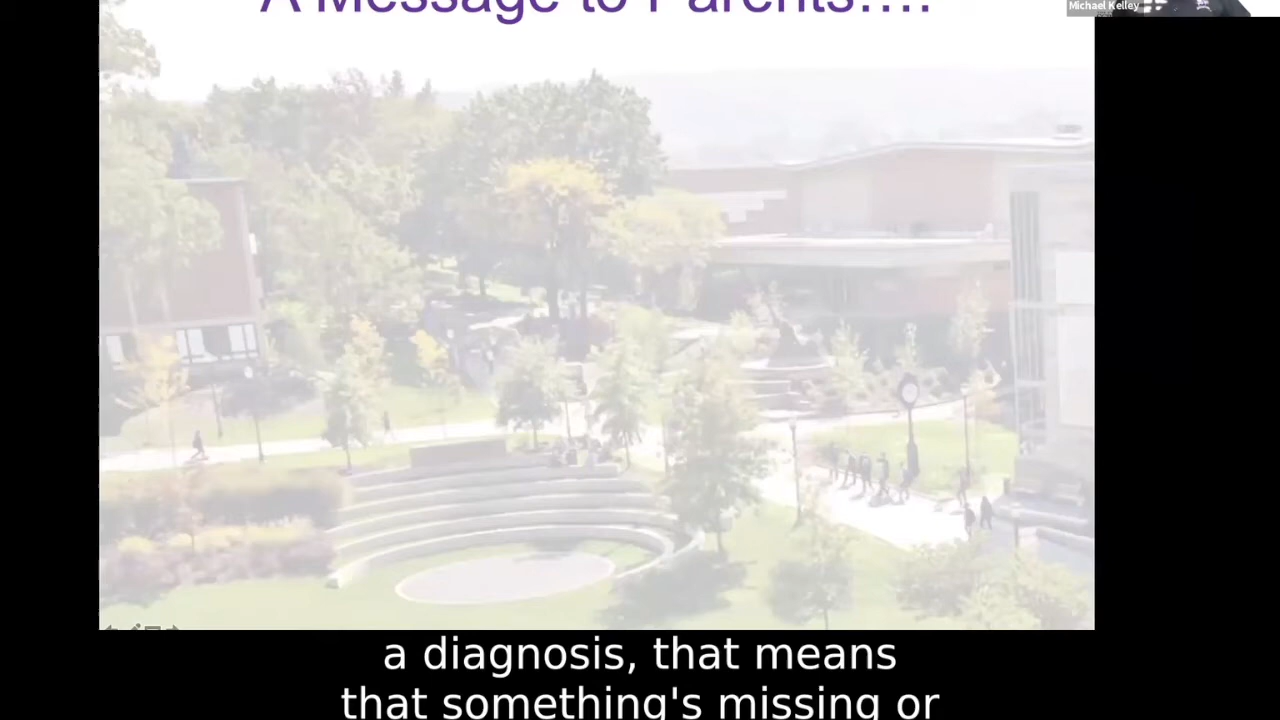 A Message to Parents....
Michael Kelley
a diagnosis, that means
that something's missing or